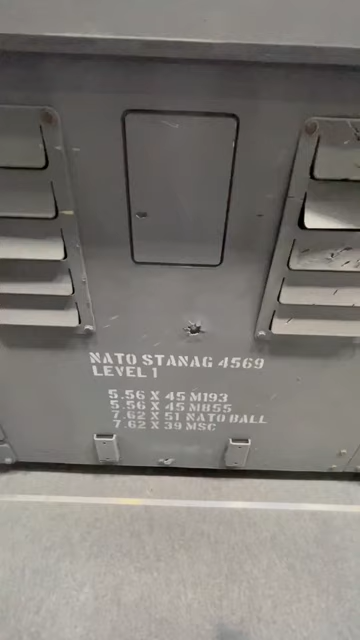 NATO STANAG 4569
LEVEL 1
5.56 X 45 M193
5.56 X 45 M855
7.62 X 51 NATO BALL
7.62 X 39 MSC